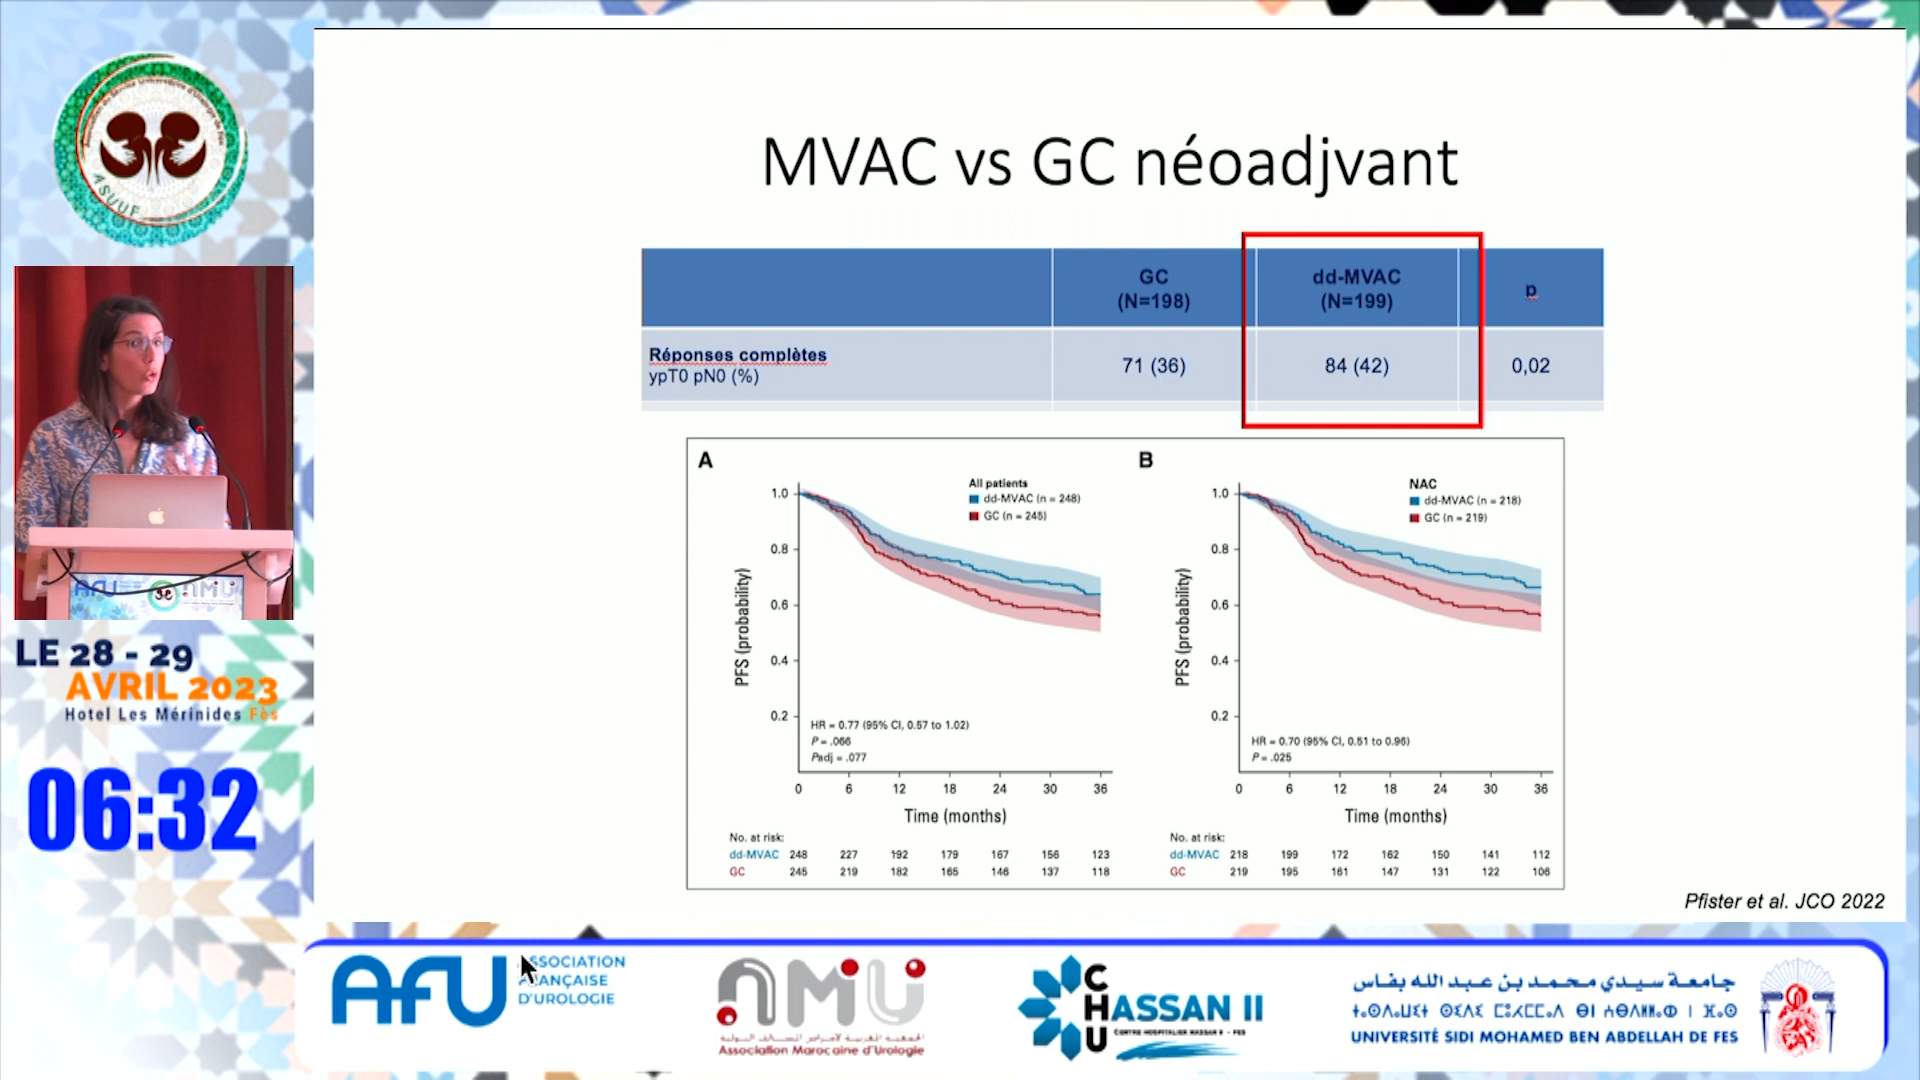 ASUUF
LE 28 - 29
AVRIL 2023
Hotel Les Mérinides Fès
06:32
MVAC vs GC néoadjvant
GC
(N=198)
dd-MVAC
(N=199)
p
Réponses complètes
ypT0 pN0 (%)
71 (36)
84 (42)
0,02
A
All patients
dd-MVAC (n = 248)
GC (n = 245)
PFS (probability)
1.0
0.8
0.6
0.4
0.2
HR = 0.77 (95% CI, 0.57 to 1.02)
P = .066
Padj = .077
0 6 12 18 24 30 36
Time (months)
No. at risk:
dd-MVAC 248 227 192 179 167 156 123
GC 245 219 182 165 146 137 118
B
NAC
dd-MVAC (n = 218)
GC (n = 219)
PFS (probability)
1.0
0.8
0.6
0.4
0.2
HR = 0.70 (95% CI, 0.51 to 0.96)
P = .025
0 6 12 18 24 30 36
Time (months)
No. at risk:
dd-MVAC 218 199 172 162 150 141 112
GC 219 195 161 147 131 122 106
Pfister et al. JCO 2022
AFU
ASSOCIATION
FRANÇAISE
D'UROLOGIE
AMU
Association Marocaine d'Urologie
CHU
HASSAN II
CENTRE HOSPITALIER HASSAN II - FES
جامعة سيدي محمد بن عبد الله بفاس
UNIVERSITÉ SIDI MOHAMED BEN ABDELLAH DE FES